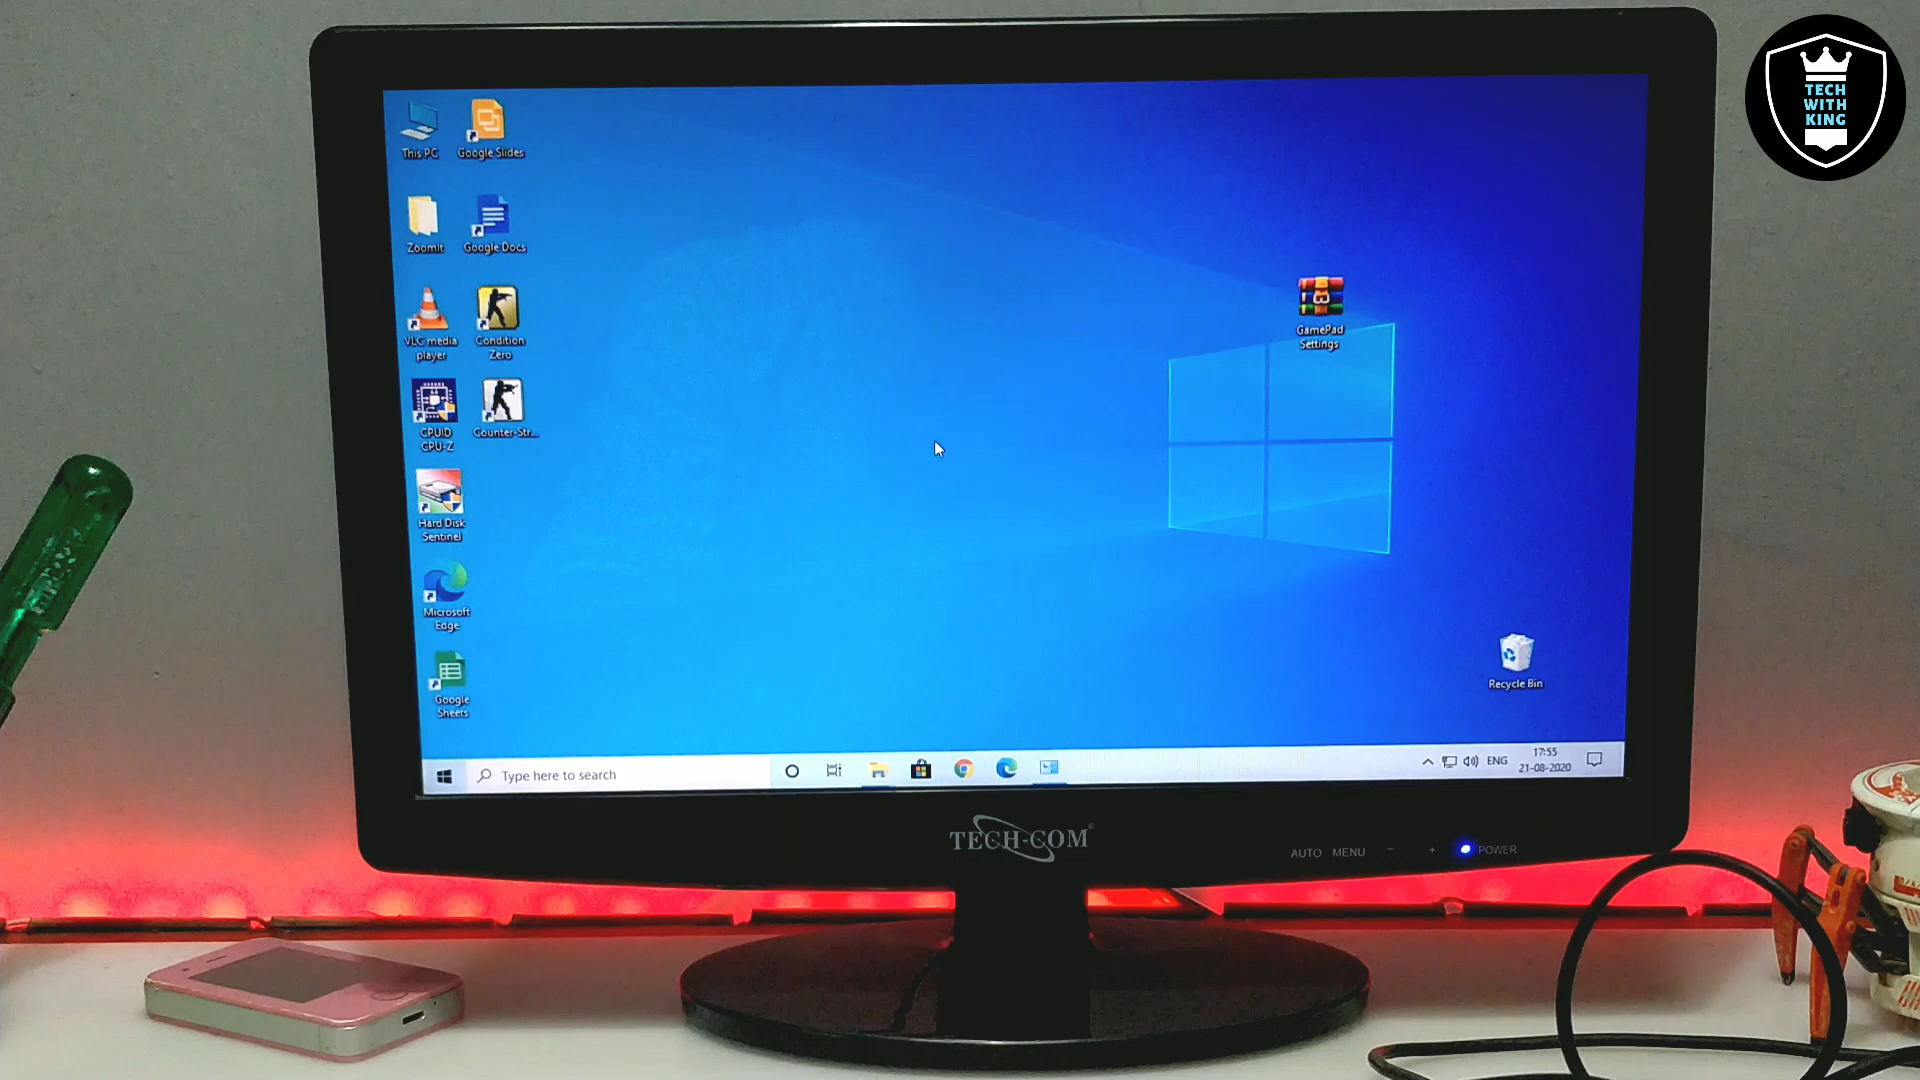 TECH
WITH
KING
This PC
Google Slides
Zoomit
Google Docs
VLC media
player
Condition
Zero
CPUID
CPU-Z
Counter-Str...
Hard Disk
Sentinel
Microsoft
Edge
Google
Sheets
GamePad
Settings
Recycle Bin
Type here to search
ENG
17:55
21-08-2020
TECH-COM
AUTO MENU - + POWER